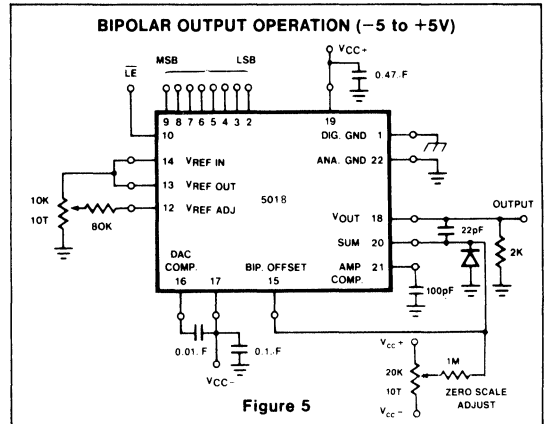 BIPOLAR OUTPUT OPERATION (−5 to +5V)
MSB LSB
LE
VCC+
0.47 F
9 8 7 6 5 4 3 2
19
10
DIG. GND 1
ANA. GND 22
14 VREF IN
13 VREF OUT
12 VREF ADJ
10K
10T
80K
5018
VOUT 18
OUTPUT
22pF
SUM 20
2K
DAC
COMP.
16 17
BIP. OFFSET
15
AMP 21
COMP.
100pF
0.01 F
0.1 F
VCC−
VCC+
20K
10T
1M
ZERO SCALE
ADJUST
VCC−
Figure 5